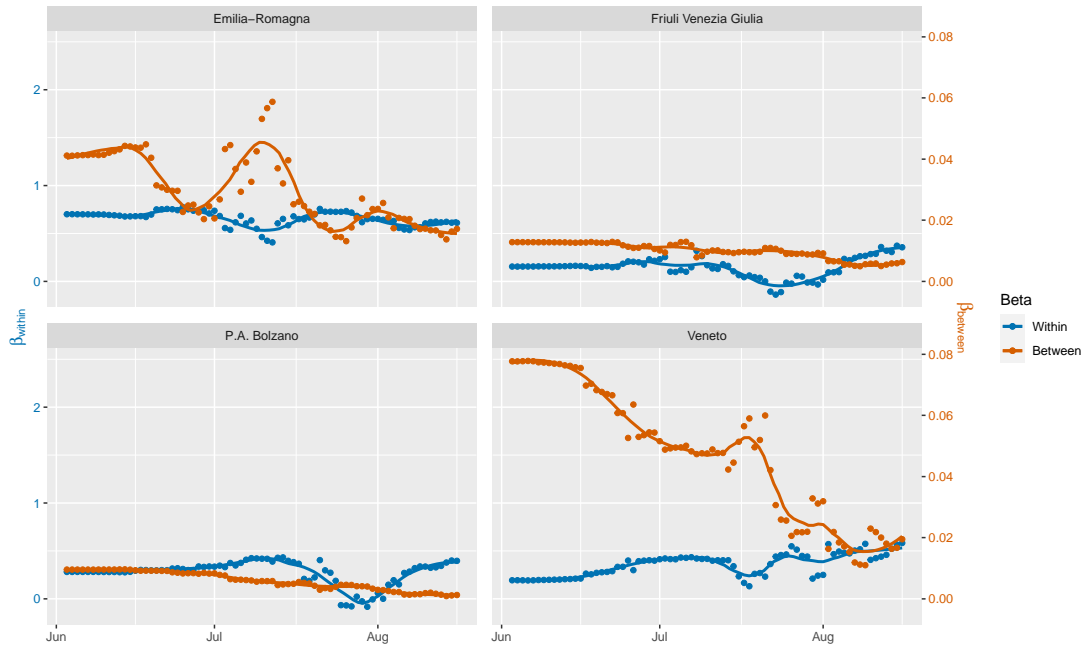 Emilia−Romagna
Friuli Venezia Giulia
0.08
2
0.06
0.04
1
0.02
0
0.00
P.A. Bolzano
Veneto
βwithin
βbetween
Beta
Within
Between
0.08
2
0.06
0.04
1
0.02
0
0.00
Jun
Jul
Aug
Jun
Jul
Aug